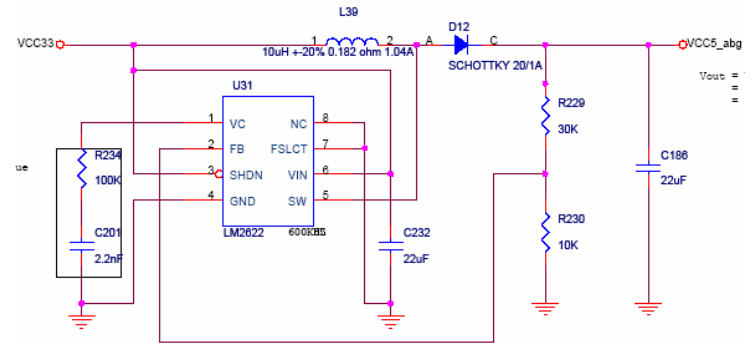 L39
VCC33
1
2
A
D12
C
VCC5_abg
10uH +-20% 0.182 ohm 1.04A
SCHOTTKY 20/1A
Vout =
=
=
U31
1
VC
NC
8
2
FB
FSLCT
7
3
SHDN
VIN
6
4
GND
SW
5
LM2622
R229
30K
ue
R234
100K
C186
22uF
R230
10K
C201
2.2nF
C232
22uF